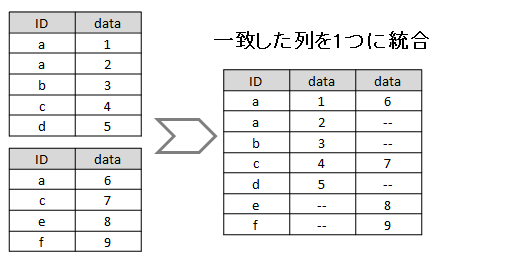 ID data
a 1
a 2
b 3
c 4
d 5
ID data
a 6
c 7
e 8
f 9
一致した列を1つに統合
ID data data
a 1 6
a 2 --
b 3 --
c 4 7
d 5 --
e -- 8
f -- 9